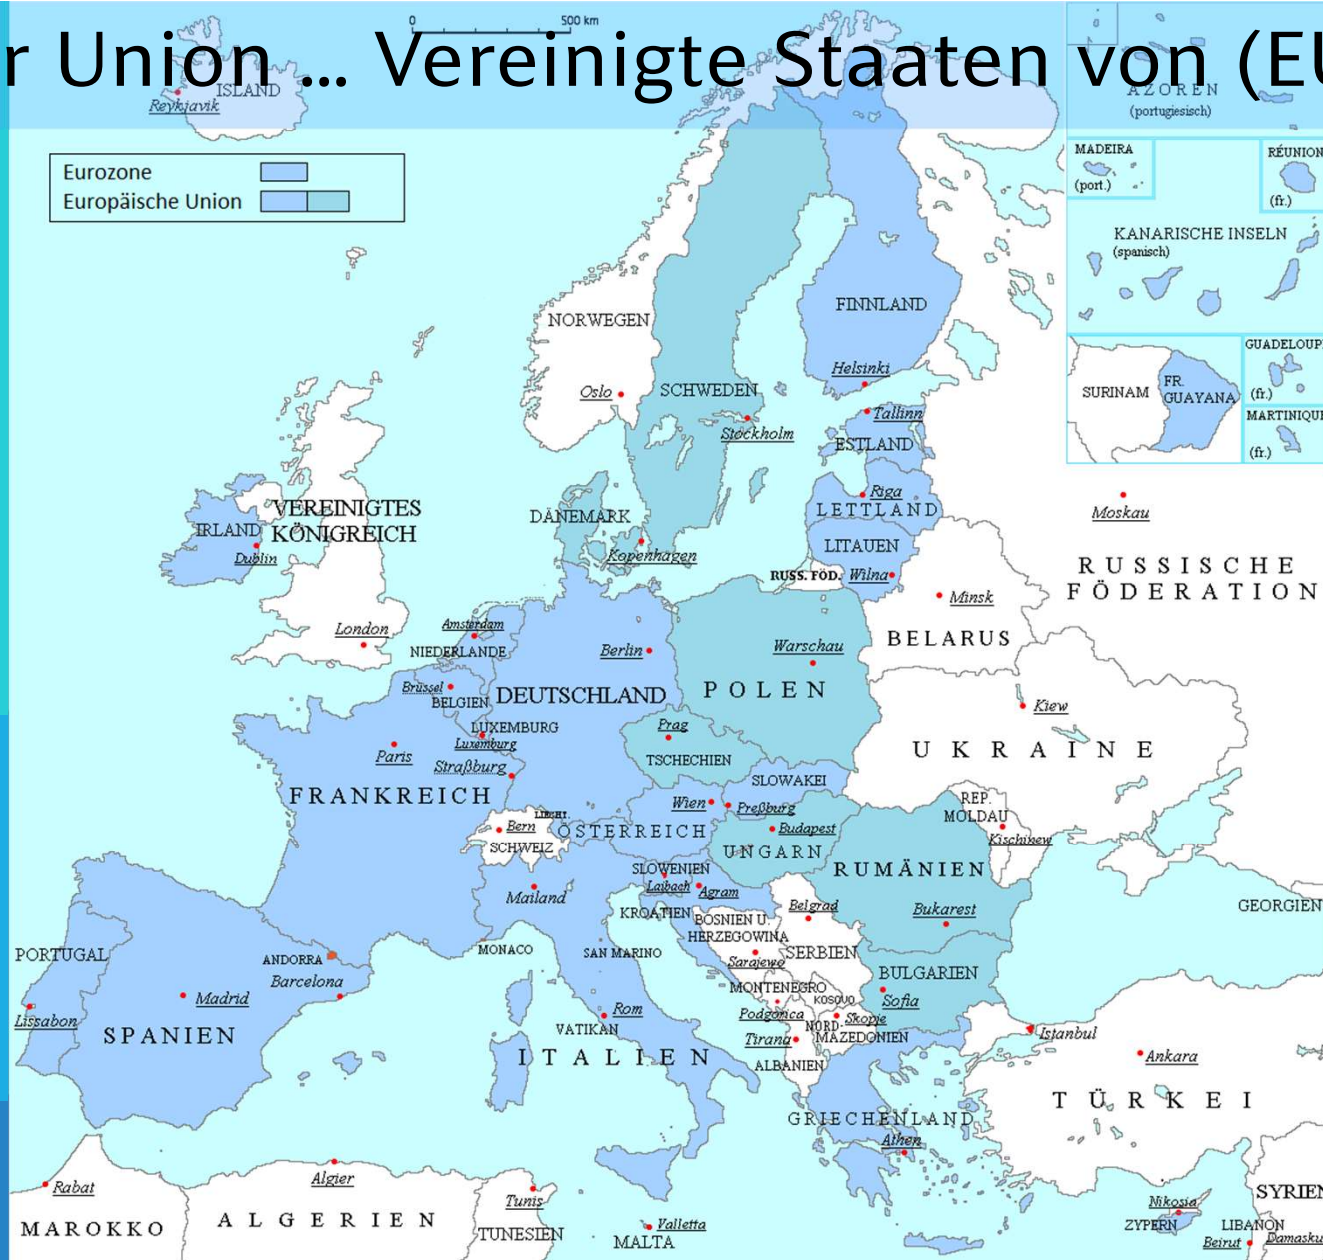 r Union ... Vereinigte Staaten von (EU
0
500 km
ISLAND
Reykjavik
AZOREN
(portugiesisch)
Eurozone
Europäische Union
MADEIRA
(port.)
RÉUNION
(fr.)
KANARISCHE INSELN
(spanisch)
FINNLAND
NORWEGEN
Helsinki
Oslo
SCHWEDEN
Stockholm
Tallinn
ESTLAND
SURINAM
FR.
GUAYANA
GUADELOUPE
(fr.)
MARTINIQUE
(fr.)
Riga
LETTLAND
Moskau
VEREINIGTES
KÖNIGREICH
IRLAND
Dublin
DÄNEMARK
Kopenhagen
LITAUEN
RUSS. FÖD.
Wilna
Minsk
BELARUS
RUSSISCHE
FÖDERATION
London
Amsterdam
NIEDERLANDE
Berlin
Warschau
POLEN
Brüssel
BELGIEN
DEUTSCHLAND
Kiew
UKRAINE
LUXEMBURG
Luxemburg
Paris
Straßburg
FRANKREICH
Prag
TSCHECHIEN
SLOWAKEI
Wien
Preßburg
LIECHT.
Bern
SCHWEIZ
ÖSTERREICH
Budapest
UNGARN
REP.
MOLDAU
Kischinew
RUMÄNIEN
SLOWENIEN
Laibach
Agram
Mailand
KROATIEN
BOSNIEN U.
HERZEGOWINA
Belgrad
SERBIEN
Sarajewo
Bukarest
GEORGIEN
PORTUGAL
ANDORRA
MONACO
SAN MARINO
Barcelona
Madrid
Lissabon
SPANIEN
MONTENEGRO
KOSOVO
BULGARIEN
Sofia
Podgorica
Skopje
NORD-
MAZEDONIEN
Rom
VATIKAN
ITALIEN
Tirana
ALBANIEN
Istanbul
Ankara
TÜRKEI
GRIECHENLAND
Athen
Rabat
MAROKKO
Algier
ALGERIEN
Tunis
TUNESIEN
Valletta
MALTA
Nikosia
ZYPERN
SYRIEN
LIBANON
Beirut
Damaskus